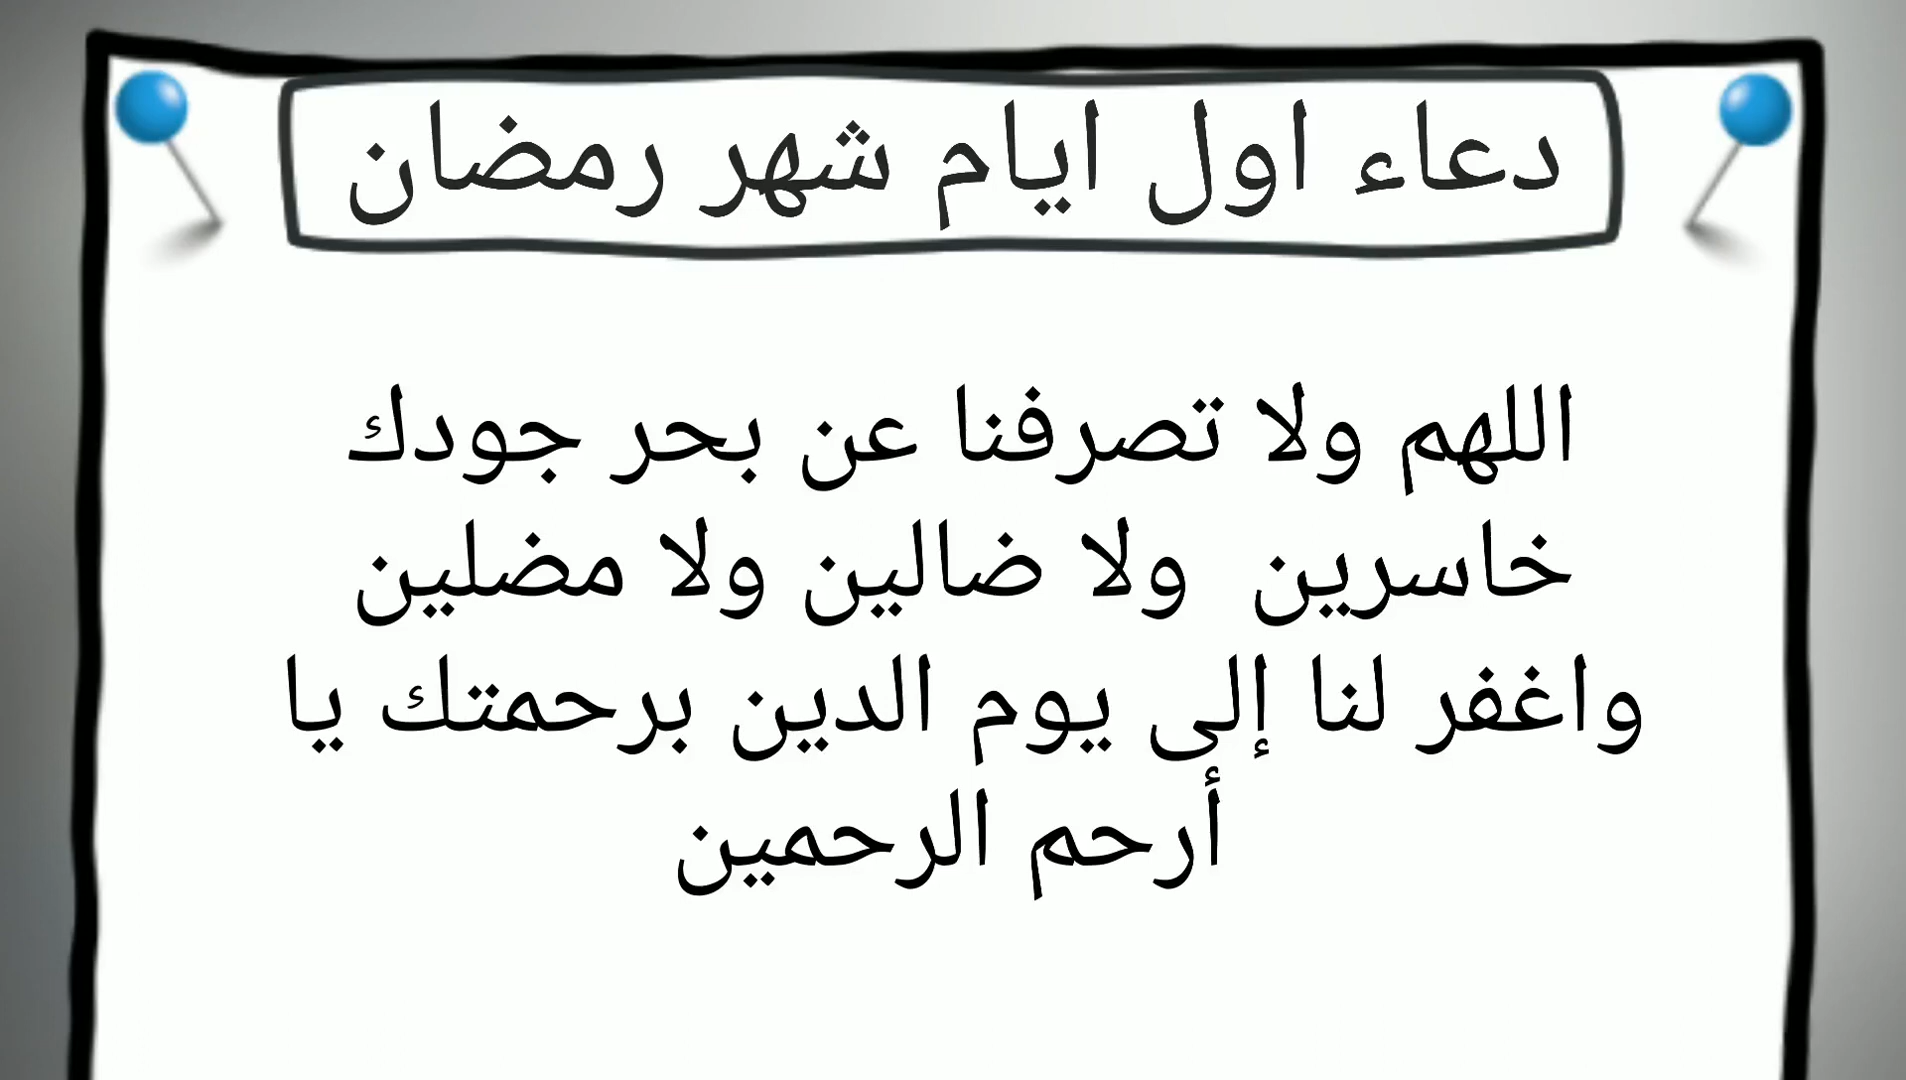 دعاء اول ايام شهر رمضان
اللهم ولا تصرفنا عن بحر جودك
خاسرين ولا ضالين ولا مضلين
واغفر لنا إلى يوم الدين برحمتك يا
أرحم الرحمين